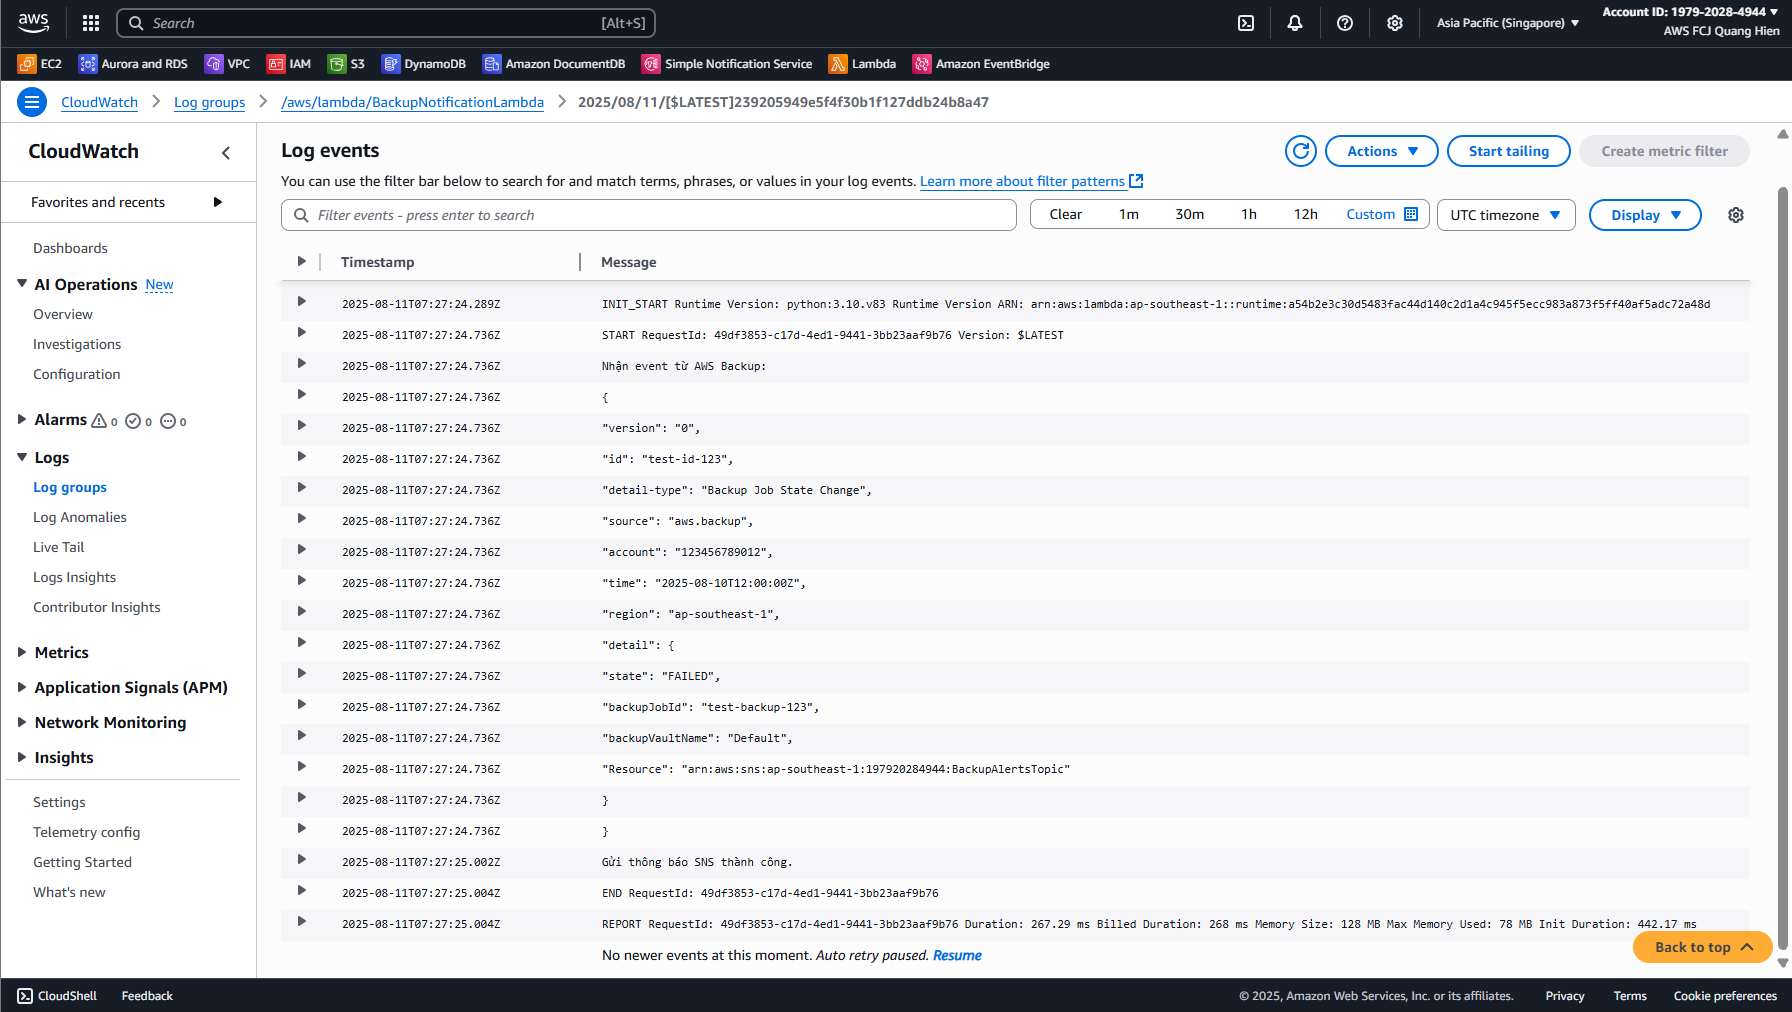 aws
Search [Alt+S]
Asia Pacific (Singapore)
Account ID: 1979-2028-4944
AWS FCJ Quang Hien
EC2 Aurora and RDS VPC IAM S3 DynamoDB Amazon DocumentDB Simple Notification Service Lambda Amazon EventBridge
CloudWatch > Log groups > /aws/lambda/BackupNotificationLambda > 2025/08/11/[$LATEST]239205949e5f4f30b1f127ddb24b8a47
CloudWatch
Favorites and recents
Dashboards
AI Operations New
Overview
Investigations
Configuration
Alarms 0 0 0
Logs
Log groups
Log Anomalies
Live Tail
Logs Insights
Contributor Insights
Metrics
Application Signals (APM)
Network Monitoring
Insights
Settings
Telemetry config
Getting Started
What's new
Log events
Actions
Start tailing
Create metric filter
You can use the filter bar below to search for and match terms, phrases, or values in your log events. Learn more about filter patterns
Filter events - press enter to search
Clear 1m 30m 1h 12h Custom
UTC timezone
Display
Timestamp Message
2025-08-11T07:27:24.289Z INIT_START Runtime Version: python:3.10.v83 Runtime Version ARN: arn:aws:lambda:ap-southeast-1::runtime:a54b2e3c30d5483fac44d140c2d1a4c945f5ecc983a873f5ff40af5adc72a48d
2025-08-11T07:27:24.736Z START RequestId: 49df3853-c17d-4ed1-9441-3bb23aaf9b76 Version: $LATEST
2025-08-11T07:27:24.736Z Nhận event từ AWS Backup:
2025-08-11T07:27:24.736Z {
2025-08-11T07:27:24.736Z "version": "0",
2025-08-11T07:27:24.736Z "id": "test-id-123",
2025-08-11T07:27:24.736Z "detail-type": "Backup Job State Change",
2025-08-11T07:27:24.736Z "source": "aws.backup",
2025-08-11T07:27:24.736Z "account": "123456789012",
2025-08-11T07:27:24.736Z "time": "2025-08-10T12:00:00Z",
2025-08-11T07:27:24.736Z "region": "ap-southeast-1",
2025-08-11T07:27:24.736Z "detail": {
2025-08-11T07:27:24.736Z "state": "FAILED",
2025-08-11T07:27:24.736Z "backupJobId": "test-backup-123",
2025-08-11T07:27:24.736Z "backupVaultName": "Default",
2025-08-11T07:27:24.736Z "Resource": "arn:aws:sns:ap-southeast-1:197920284944:BackupAlertsTopic"
2025-08-11T07:27:24.736Z }
2025-08-11T07:27:24.736Z }
2025-08-11T07:27:25.002Z Gửi thông báo SNS thành công.
2025-08-11T07:27:25.004Z END RequestId: 49df3853-c17d-4ed1-9441-3bb23aaf9b76
2025-08-11T07:27:25.004Z REPORT RequestId: 49df3853-c17d-4ed1-9441-3bb23aaf9b76 Duration: 267.29 ms Billed Duration: 268 ms Memory Size: 128 MB Max Memory Used: 78 MB Init Duration: 442.17 ms
No newer events at this moment. Auto retry paused. Resume
Back to top
CloudShell Feedback
© 2025, Amazon Web Services, Inc. or its affiliates. Privacy Terms Cookie preferences